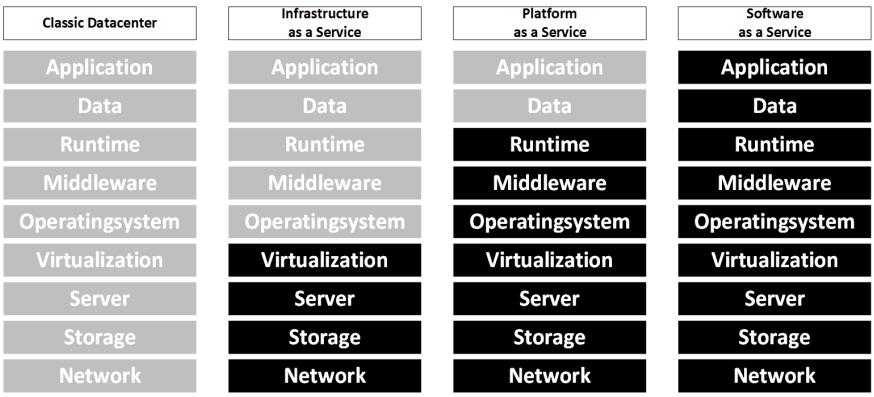 Classic Datacenter
Infrastructure
as a Service
Platform
as a Service
Software
as a Service
Application
Application
Application
Application
Data
Data
Data
Data
Runtime
Runtime
Runtime
Runtime
Middleware
Middleware
Middleware
Middleware
Operatingsystem
Operatingsystem
Operatingsystem
Operatingsystem
Virtualization
Virtualization
Virtualization
Virtualization
Server
Server
Server
Server
Storage
Storage
Storage
Storage
Network
Network
Network
Network